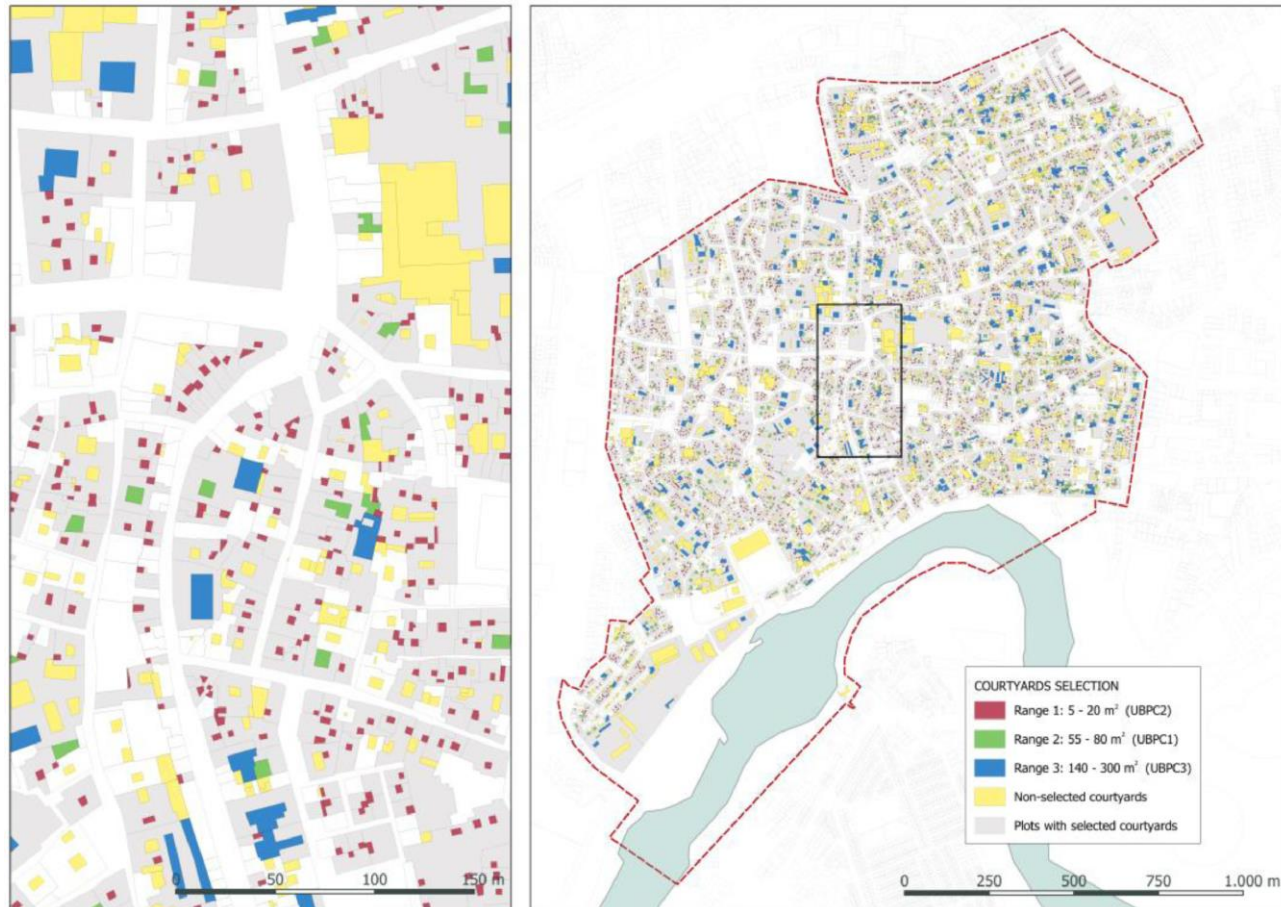 0 50 100 150 m
COURTYARDS SELECTION
Range 1: 5 - 20 m² (UBPC2)
Range 2: 55 - 80 m² (UBPC1)
Range 3: 140 - 300 m² (UBPC3)
Non-selected courtyards
Plots with selected courtyards
0 250 500 750 1.000 m